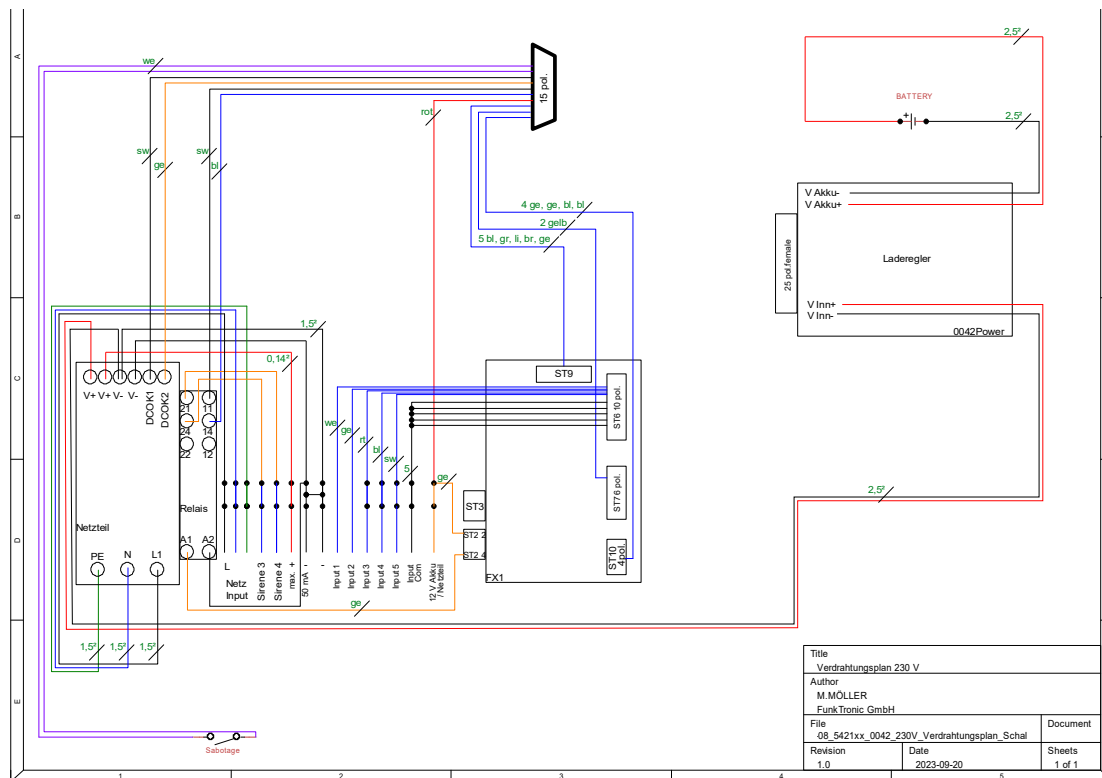 A
B
C
D
E
we
sw
ge
sw
bl
rot
15 pol.
4 ge, ge, bl, bl
2 gelb
5 bl, gr, li, br, ge
2,5²
BATTERY
+
2,5²
V Akku-
V Akku+
25 pol.female
Laderegler
V Inn+
V Inn-
0042Power
1,5²
0,14²
V+
V+
V-
V-
DCOK1
DCOK2
21
11
24
14
22
12
Netzteil
Relais
PE
N
L1
A1
A2
1,5²
1,5²
1,5²
L
Netz
Input
Sirene 3
Sirene 4
max. +
50 mA -
-
Input 1
Input 2
Input 3
Input 4
Input 5
Input
Com
12 V Akku
/ Netzteil
we
ge
rt
bl
sw
5
ge
ge
ST9
ST6 10 pol.
ST7 6 pol.
ST10
4 pol.
ST3
ST2 2
ST2 4
FX1
2,5²
Sabotage
Title
Verdrahtungsplan 230 V
Author
M.MÖLLER
FunkTronic GmbH
File
08_5421xx_0042_230V_Verdrahtungsplan_Schal
Document
Revision
1.0
Date
2023-09-20
Sheets
1 of 1
1
2
3
4
5